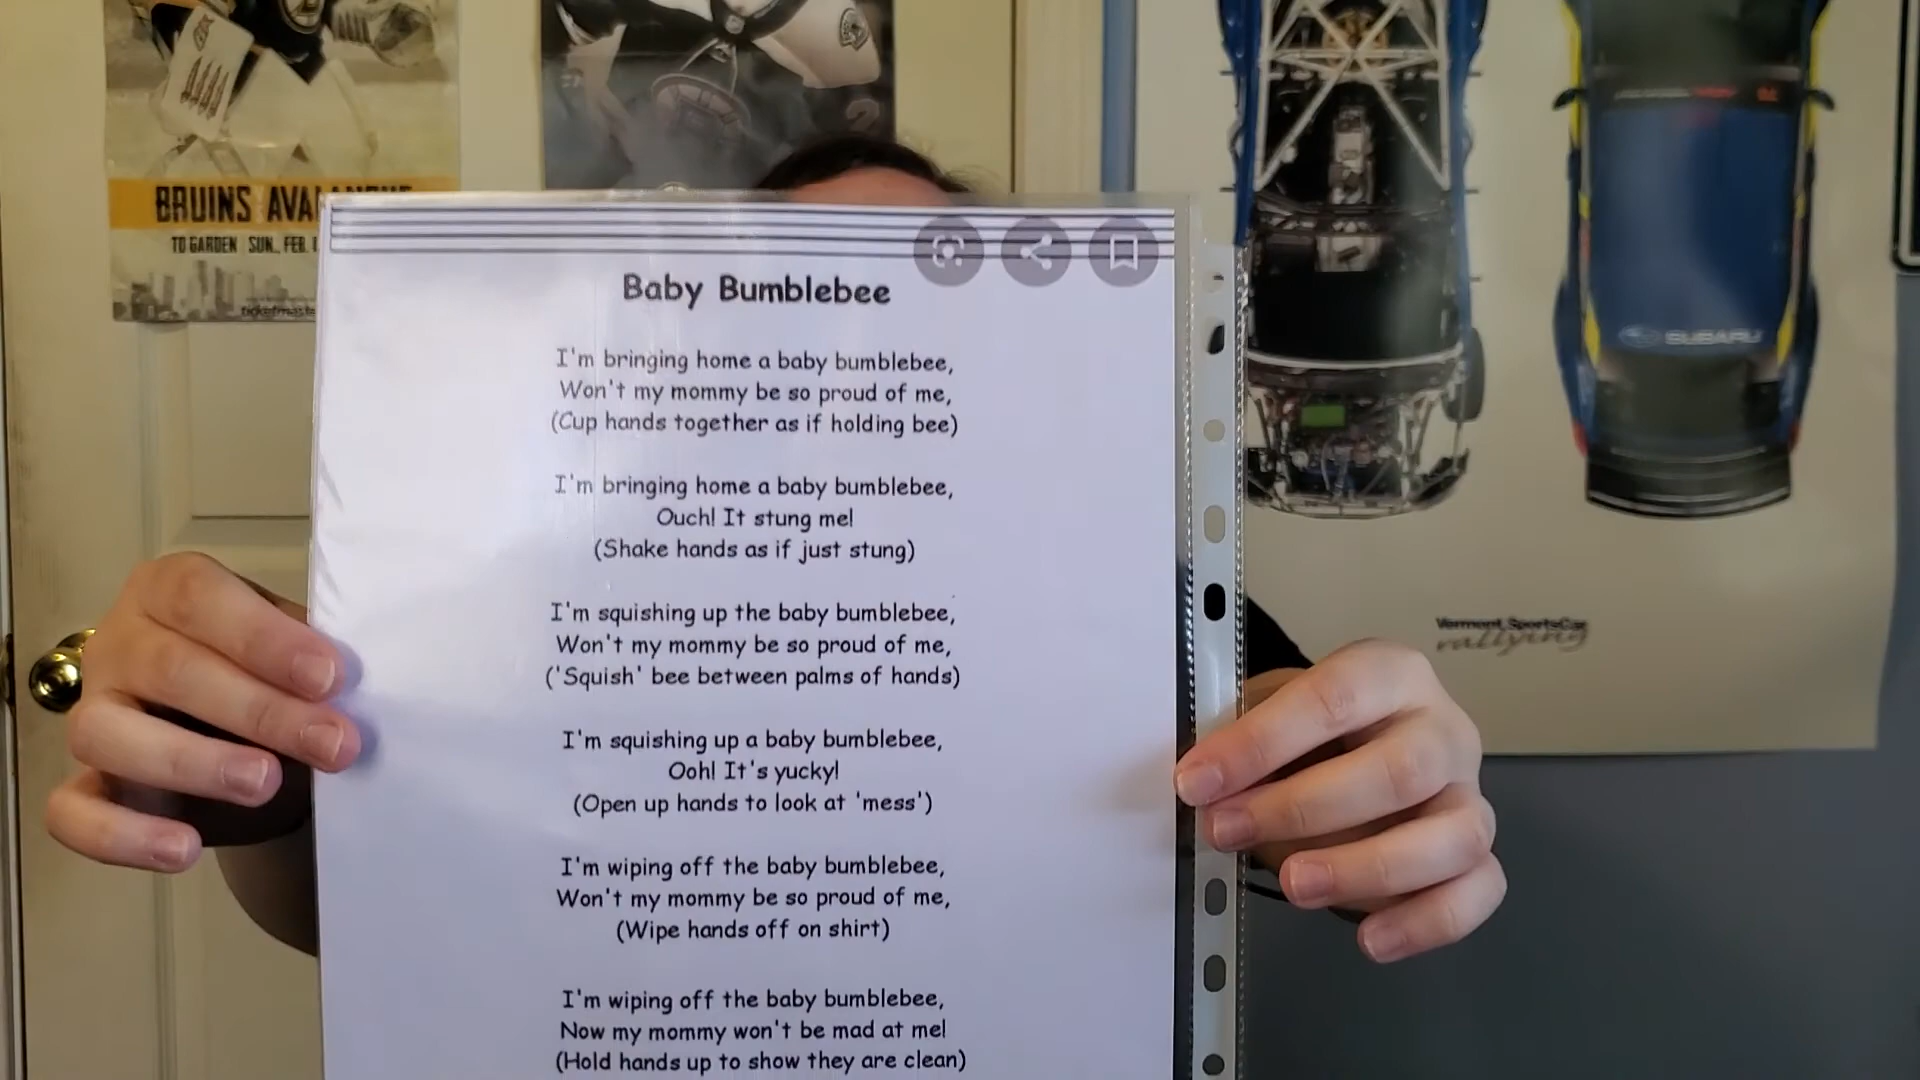 BRUINS AVALANCHE
TD GARDEN SUN., FEB.
ticketmaster
Baby Bumblebee
I'm bringing home a baby bumblebee,
Won't my mommy be so proud of me,
(Cup hands together as if holding bee)
I'm bringing home a baby bumblebee,
Ouch! It stung me!
(Shake hands as if just stung)
I'm squishing up the baby bumblebee,
Won't my mommy be so proud of me,
('Squish' bee between palms of hands)
I'm squishing up a baby bumblebee,
Ooh! It's yucky!
(Open up hands to look at 'mess')
I'm wiping off the baby bumblebee,
Won't my mommy be so proud of me,
(Wipe hands off on shirt)
I'm wiping off the baby bumblebee,
Now my mommy won't be mad at me!
(Hold hands up to show they are clean)
SUBARU
Vermont SportsCar
rallying